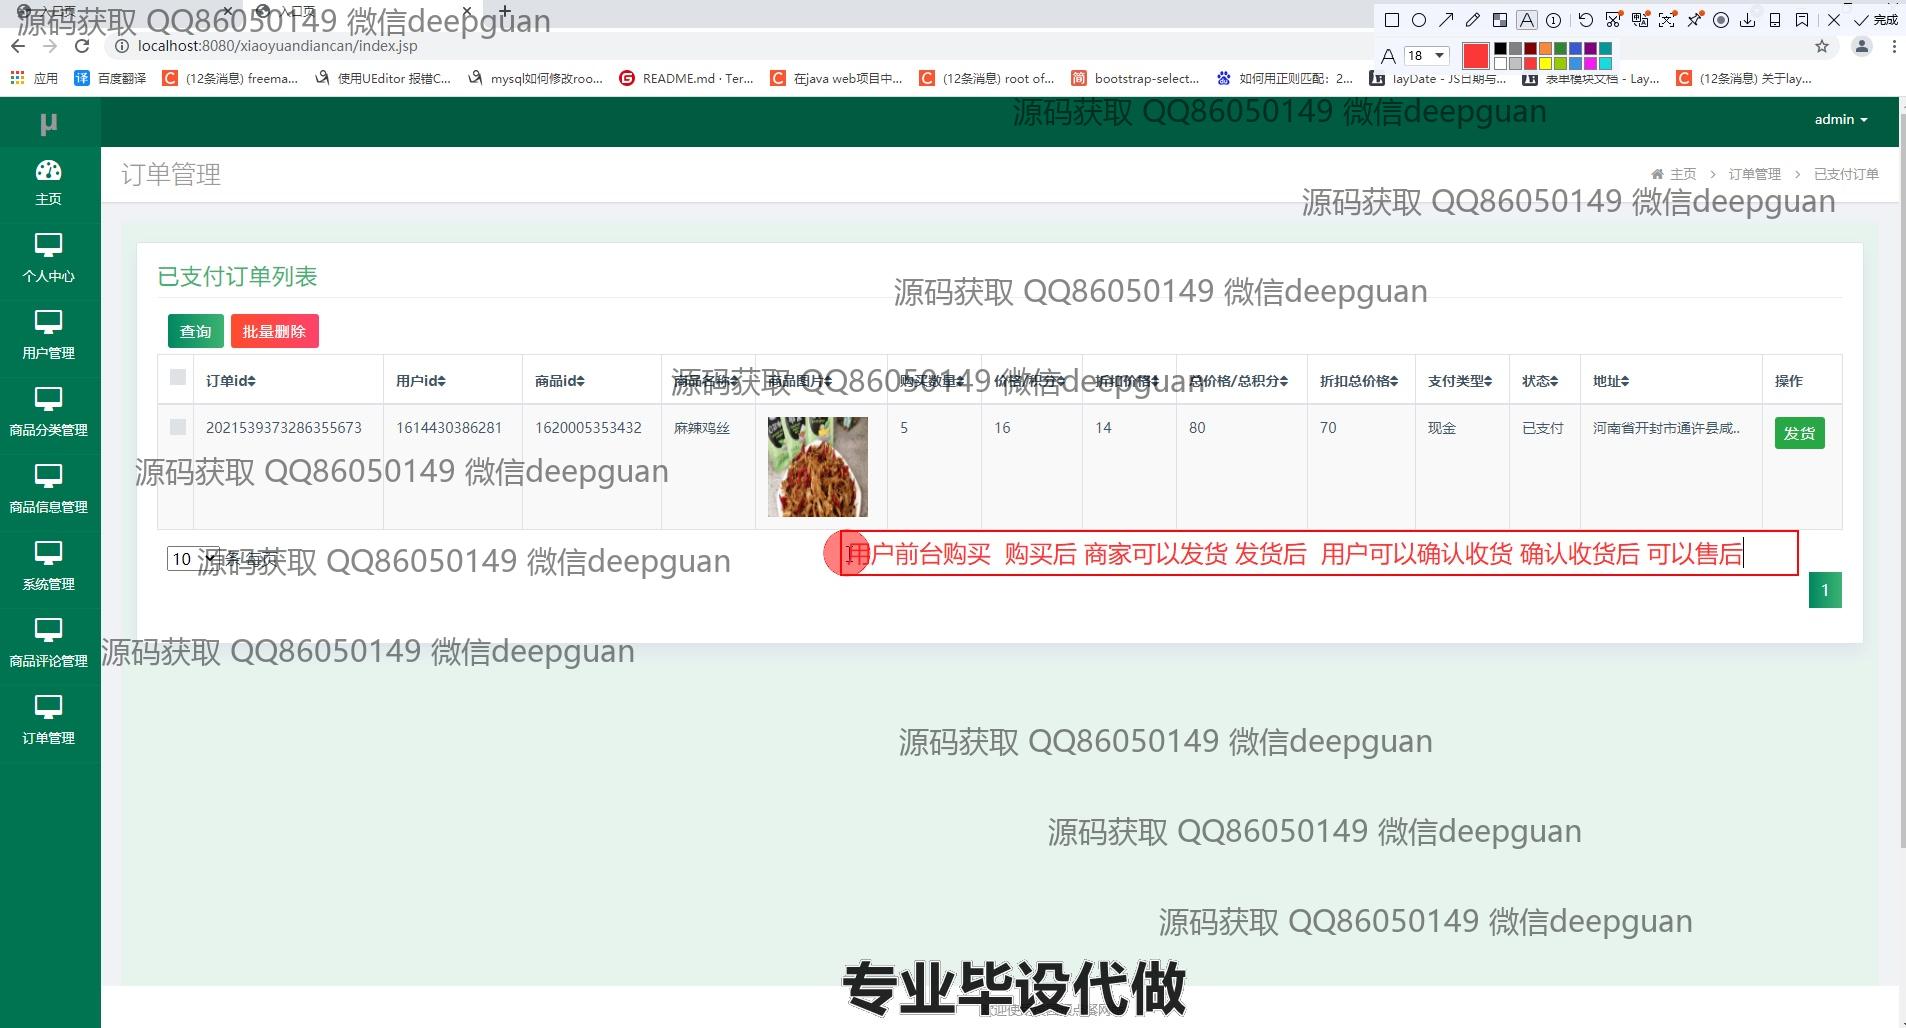 入口页
入口页
源码获取 QQ86050149 微信deepguan
完成
localhost:8080/xiaoyuandiancan/index.jsp
A 18
应用
译 百度翻译
(12条消息) freema...
使用UEditor 报错C...
mysql如何修改roo...
README.md · Ter...
在java web项目中...
(12条消息) root of...
简 bootstrap-select...
如何用正则匹配：2...
layDate - JS日期与...
表单模块文档 - Lay...
(12条消息) 关于lay...
μ
源码获取 QQ86050149 微信deepguan
admin
主页
订单管理
主页 > 订单管理 > 已支付订单
源码获取 QQ86050149 微信deepguan
个人中心
已支付订单列表
源码获取 QQ86050149 微信deepguan
用户管理
查询 批量删除
订单id 用户id 商品id 商品名称 商品图片 购买数量 价格/积分 折扣价格 总价格/总积分 折扣总价格 支付类型 状态 地址 操作
源码获取 QQ86050149 微信deepguan
商品分类管理
2021539373286355673 1614430386281 1620005353432 麻辣鸡丝 5 16 14 80 70 现金 已支付 河南省开封市通许县咸.. 发货
源码获取 QQ86050149 微信deepguan
商品信息管理
10 条 每页
源码获取 QQ86050149 微信deepguan
用户前台购买 购买后 商家可以发货 发货后 用户可以确认收货 确认收货后 可以售后
系统管理
1
商品评论管理
源码获取 QQ86050149 微信deepguan
订单管理
源码获取 QQ86050149 微信deepguan
源码获取 QQ86050149 微信deepguan
源码获取 QQ86050149 微信deepguan
专业毕设代做